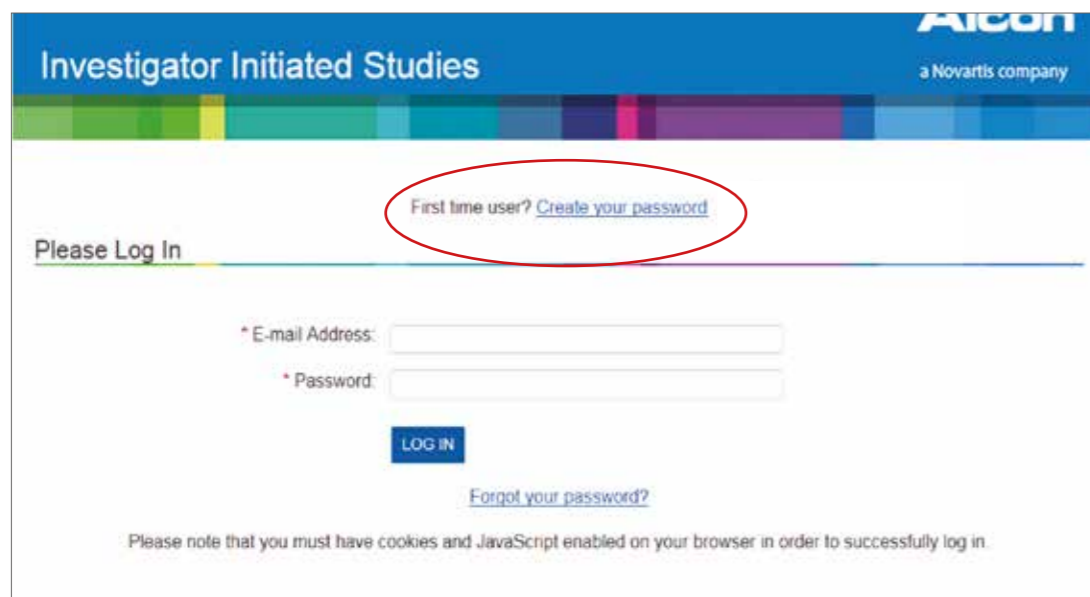 Alcon
Investigator Initiated Studies
a Novartis company
First time user? Create your password
Please Log In
* E-mail Address:
* Password:
LOG IN
Forgot your password?
Please note that you must have cookies and JavaScript enabled on your browser in order to successfully log in.